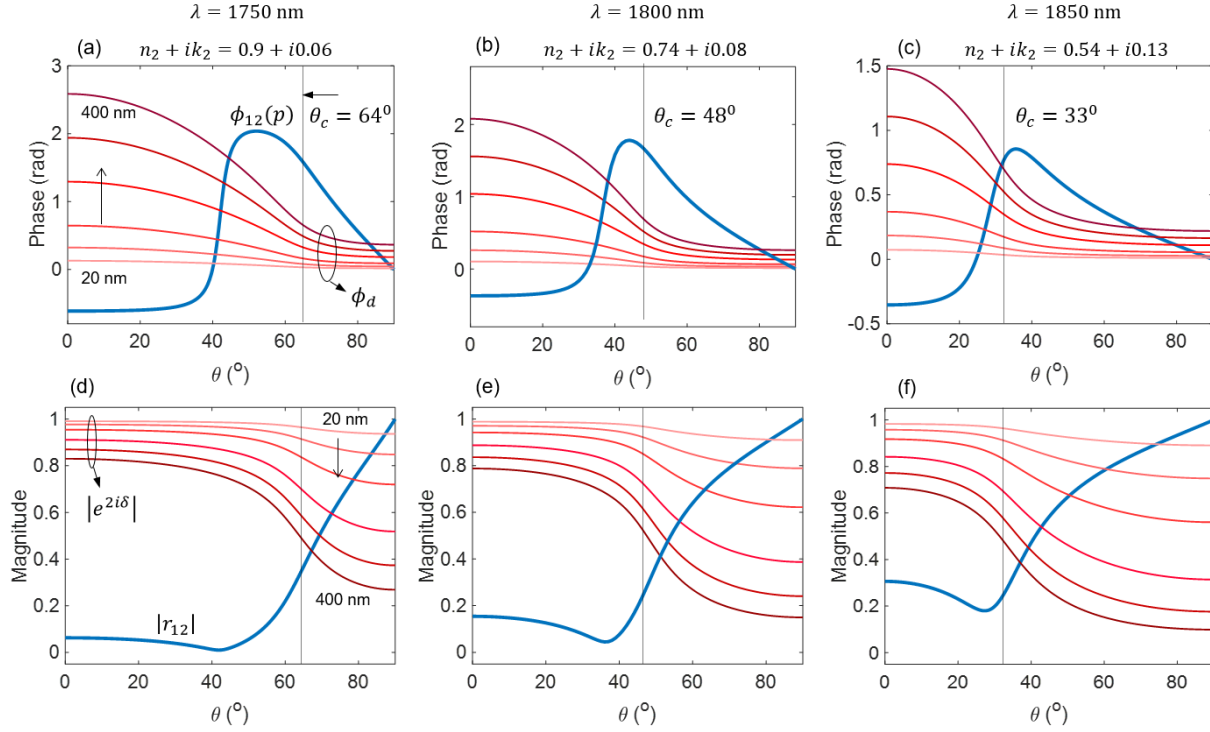 λ = 1750 nm
λ = 1800 nm
λ = 1850 nm
(a)
n₂ + ik₂ = 0.9 + i0.06
(b)
n₂ + ik₂ = 0.74 + i0.08
(c)
n₂ + ik₂ = 0.54 + i0.13
3
2
1
0
Phase (rad)
400 nm
20 nm
ϕ₁₂(p)
θ_c = 64⁰
ϕ_d
0 20 40 60 80
θ (°)
2
1
0
Phase (rad)
θ_c = 48⁰
0 20 40 60 80
θ (°)
1.5
1
0.5
0
-0.5
Phase (rad)
θ_c = 33⁰
0 20 40 60 80
θ (°)
(d)
1
0.8
0.6
0.4
0.2
0
Magnitude
|e²ⁱᵟ|
20 nm
400 nm
|r₁₂|
0 20 40 60 80
θ (°)
(e)
1
0.8
0.6
0.4
0.2
0
Magnitude
0 20 40 60 80
θ (°)
(f)
1
0.8
0.6
0.4
0.2
0
Magnitude
0 20 40 60 80
θ (°)